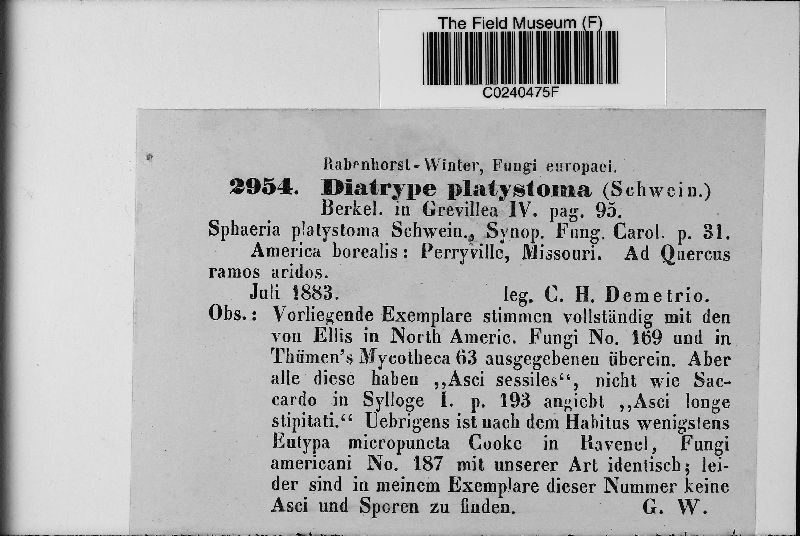 The Field Museum (F)
C0240475F
Rabenhorst-Winter, Fungi europaei.
2954. Diatrype platystoma (Schwein.)
Berkel. in Grevillea IV. pag. 95.
Sphaeria platystoma Schwein., Synop. Fung. Carol. p. 31.
America borealis: Perryville, Missouri. Ad Quercus
ramos aridos.
Juli 1883. leg. C. H. Demetrio.
Obs.: Vorliegende Exemplare stimmen vollständig mit den
von Ellis in North Americ. Fungi No. 169 und in
Thümen's Mycotheca 63 ausgegebenen überein. Aber
alle diese haben „Asci sessiles“, nicht wie Sac-
cardo in Sylloge I. p. 193 angiebt „Asci longe
stipitati.“ Uebrigens ist nach dem Habitus wenigstens
Eutypa micropuncta Cooke in Ravenel, Fungi
americani No. 187 mit unserer Art identisch; lei-
der sind in meinem Exemplare dieser Nummer keine
Asci und Sporen zu finden. G. W.